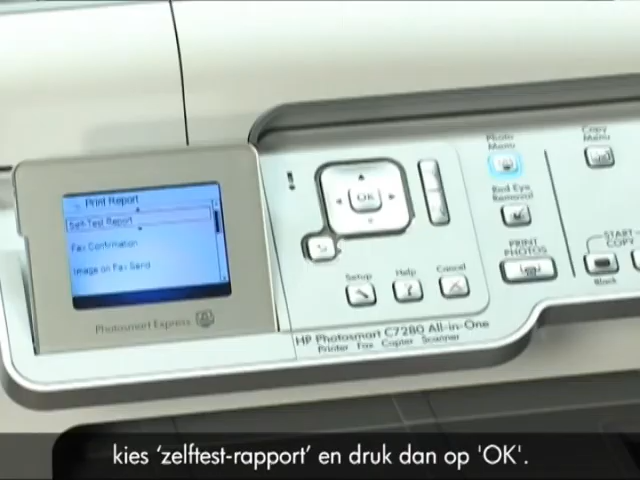 Print Report
Self-Test Report
Fax Confirmation
Image on Fax Send
Photosmart Express
OK
Setup
Help
Cancel
Photo Menu
Red Eye Removal
PRINT PHOTOS
Copy Menu
START COPY
Black
HP Photosmart C7280 All-in-One
Printer Fax Copier Scanner
kies ‘zelftest-rapport’ en druk dan op 'OK'.